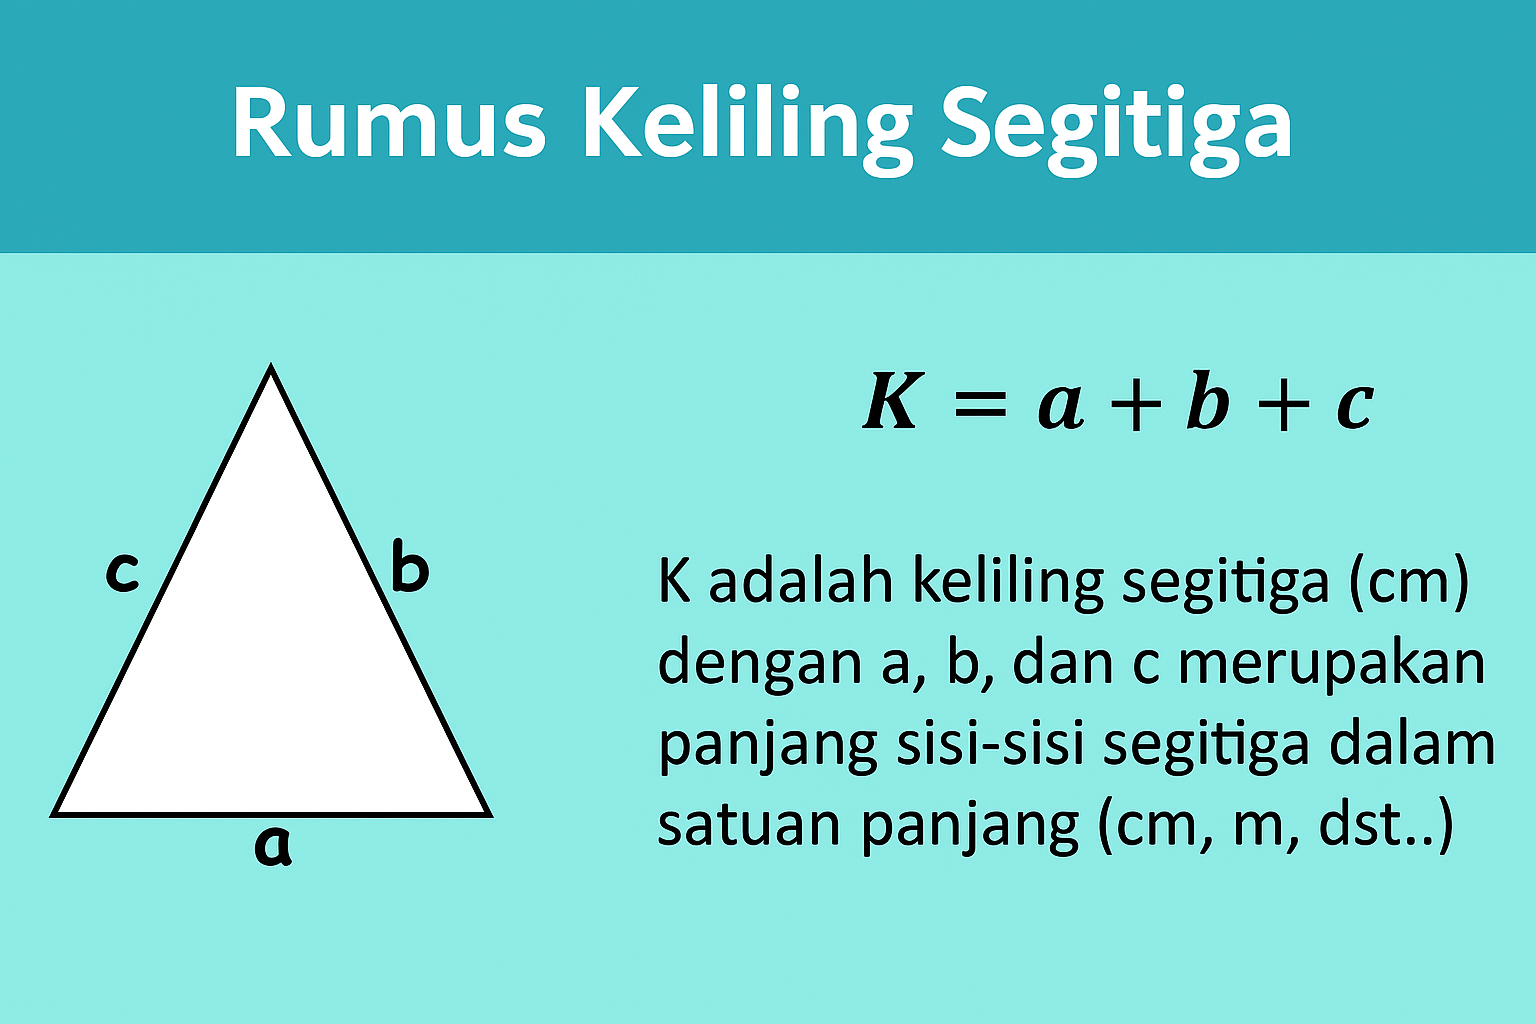 Rumus Keliling Segitiga
K = a + b + c
c
b
a
K adalah keliling segitiga (cm)
dengan a, b, dan c merupakan
panjang sisi-sisi segitiga dalam
satuan panjang (cm, m, dst..)